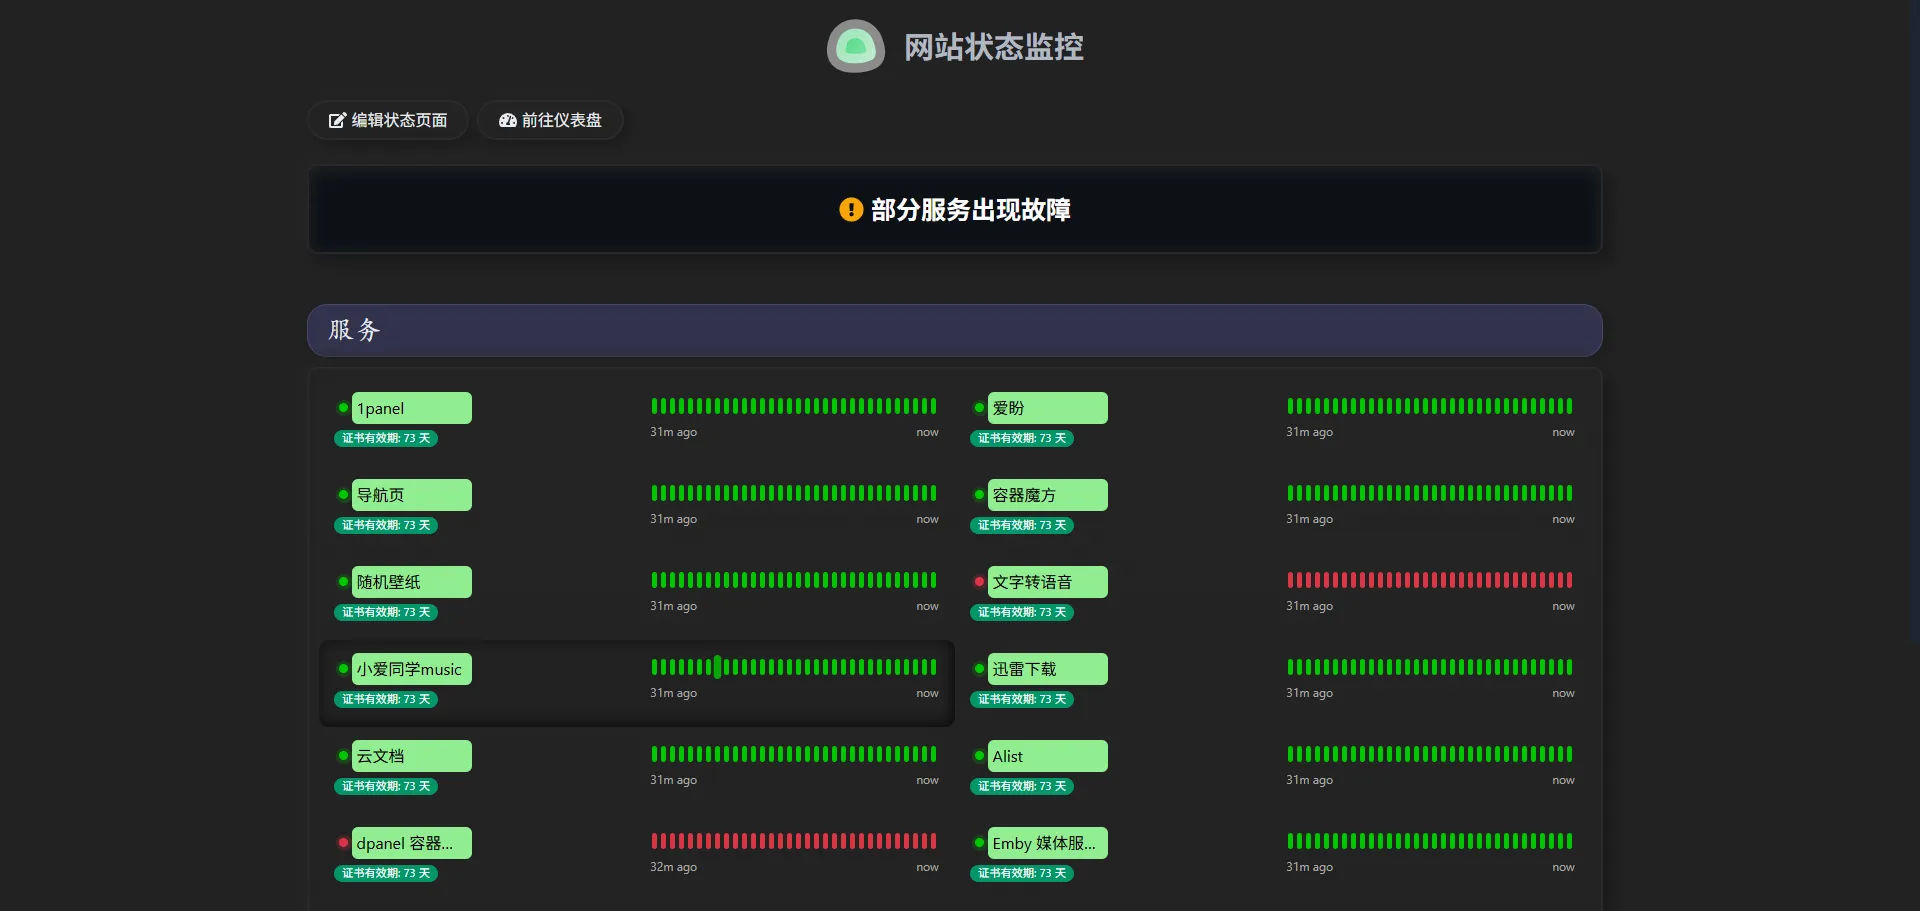 网站状态监控
编辑状态页面
前往仪表盘
部分服务出现故障
服务
1panel
31m ago
now
证书有效期: 73 天
爱盼
31m ago
now
证书有效期: 73 天
导航页
31m ago
now
证书有效期: 73 天
容器魔方
31m ago
now
证书有效期: 73 天
随机壁纸
31m ago
now
证书有效期: 73 天
文字转语音
31m ago
now
证书有效期: 73 天
小爱同学music
31m ago
now
证书有效期: 73 天
迅雷下载
31m ago
now
证书有效期: 73 天
云文档
31m ago
now
证书有效期: 73 天
Alist
31m ago
now
证书有效期: 73 天
dpanel 容器...
32m ago
now
证书有效期: 73 天
Emby 媒体服...
31m ago
now
证书有效期: 73 天